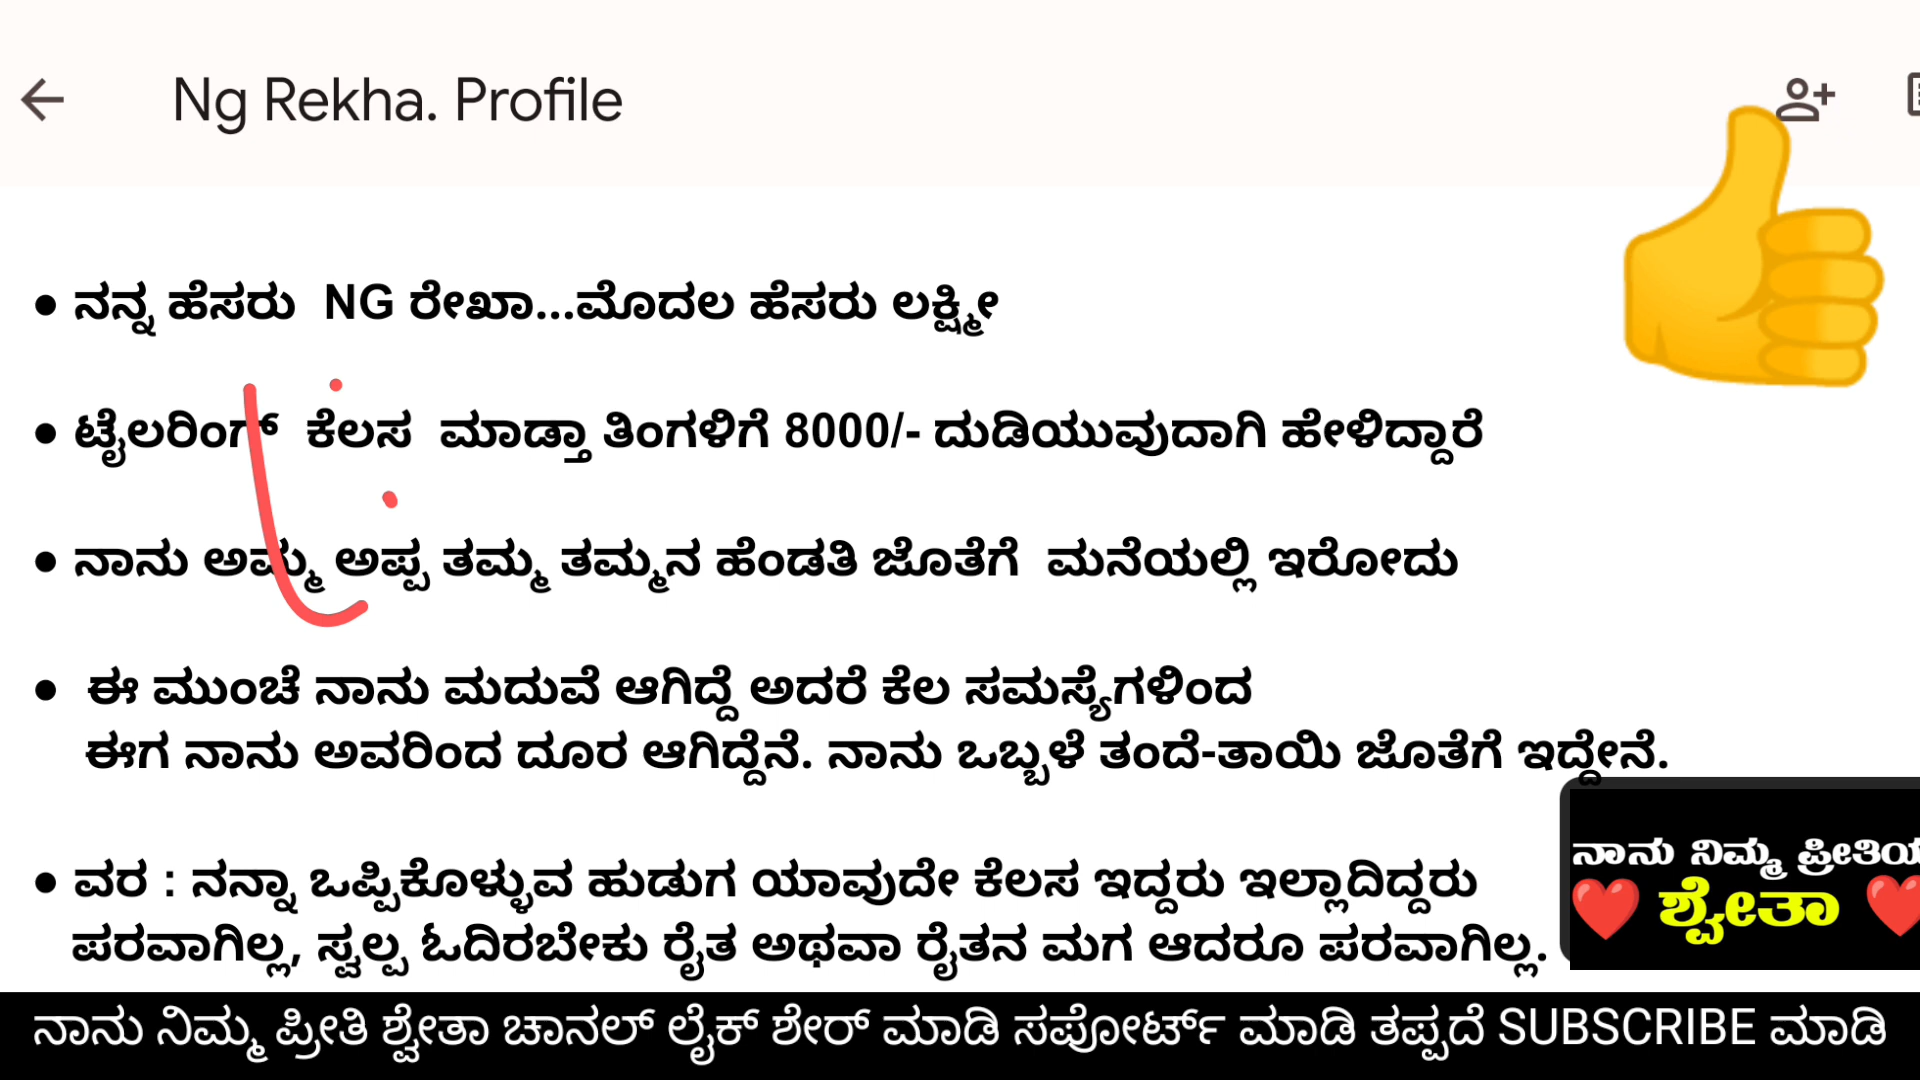 Ng Rekha. Profile
• ನನ್ನ ಹೆಸರು NG ರೇಖಾ...ಮೊದಲ ಹೆಸರು ಲಕ್ಷ್ಮೀ
• ಟೈಲರಿಂಗ್ ಕೆಲಸ ಮಾಡ್ತಾ ತಿಂಗಳಿಗೆ 8000/- ದುಡಿಯುವುದಾಗಿ ಹೇಳಿದ್ದಾರೆ
• ನಾನು ಅಮ್ಮ ಅಪ್ಪ ತಮ್ಮ ತಮ್ಮನ ಹೆಂಡತಿ ಜೊತೆಗೆ ಮನೆಯಲ್ಲಿ ಇರೋದು
• ಈ ಮುಂಚೆ ನಾನು ಮದುವೆ ಆಗಿದ್ದೆ ಅದರೆ ಕೆಲ ಸಮಸ್ಯೆಗಳಿಂದ
ಈಗ ನಾನು ಅವರಿಂದ ದೂರ ಆಗಿದ್ದೆನೆ. ನಾನು ಒಬ್ಬಳೆ ತಂದೆ-ತಾಯಿ ಜೊತೆಗೆ ಇದ್ದೇನೆ.
• ವರ : ನನ್ನಾ ಒಪ್ಪಿಕೊಳ್ಳುವ ಹುಡುಗ ಯಾವುದೇ ಕೆಲಸ ಇದ್ದರು ಇಲ್ಲಾದಿದ್ದರು
ಪರವಾಗಿಲ್ಲ, ಸ್ವಲ್ಪ ಓದಿರಬೇಕು ರೈತ ಅಥವಾ ರೈತನ ಮಗ ಆದರೂ ಪರವಾಗಿಲ್ಲ.
ನಾನು ನಿಮ್ಮ ಪ್ರೀತಿಯ
ಶ್ವೇತಾ
ನಾನು ನಿಮ್ಮ ಪ್ರೀತಿ ಶ್ವೇತಾ ಚಾನಲ್ ಲೈಕ್ ಶೇರ್ ಮಾಡಿ ಸಪೋರ್ಟ್ ಮಾಡಿ ತಪ್ಪದೆ SUBSCRIBE ಮಾಡಿ